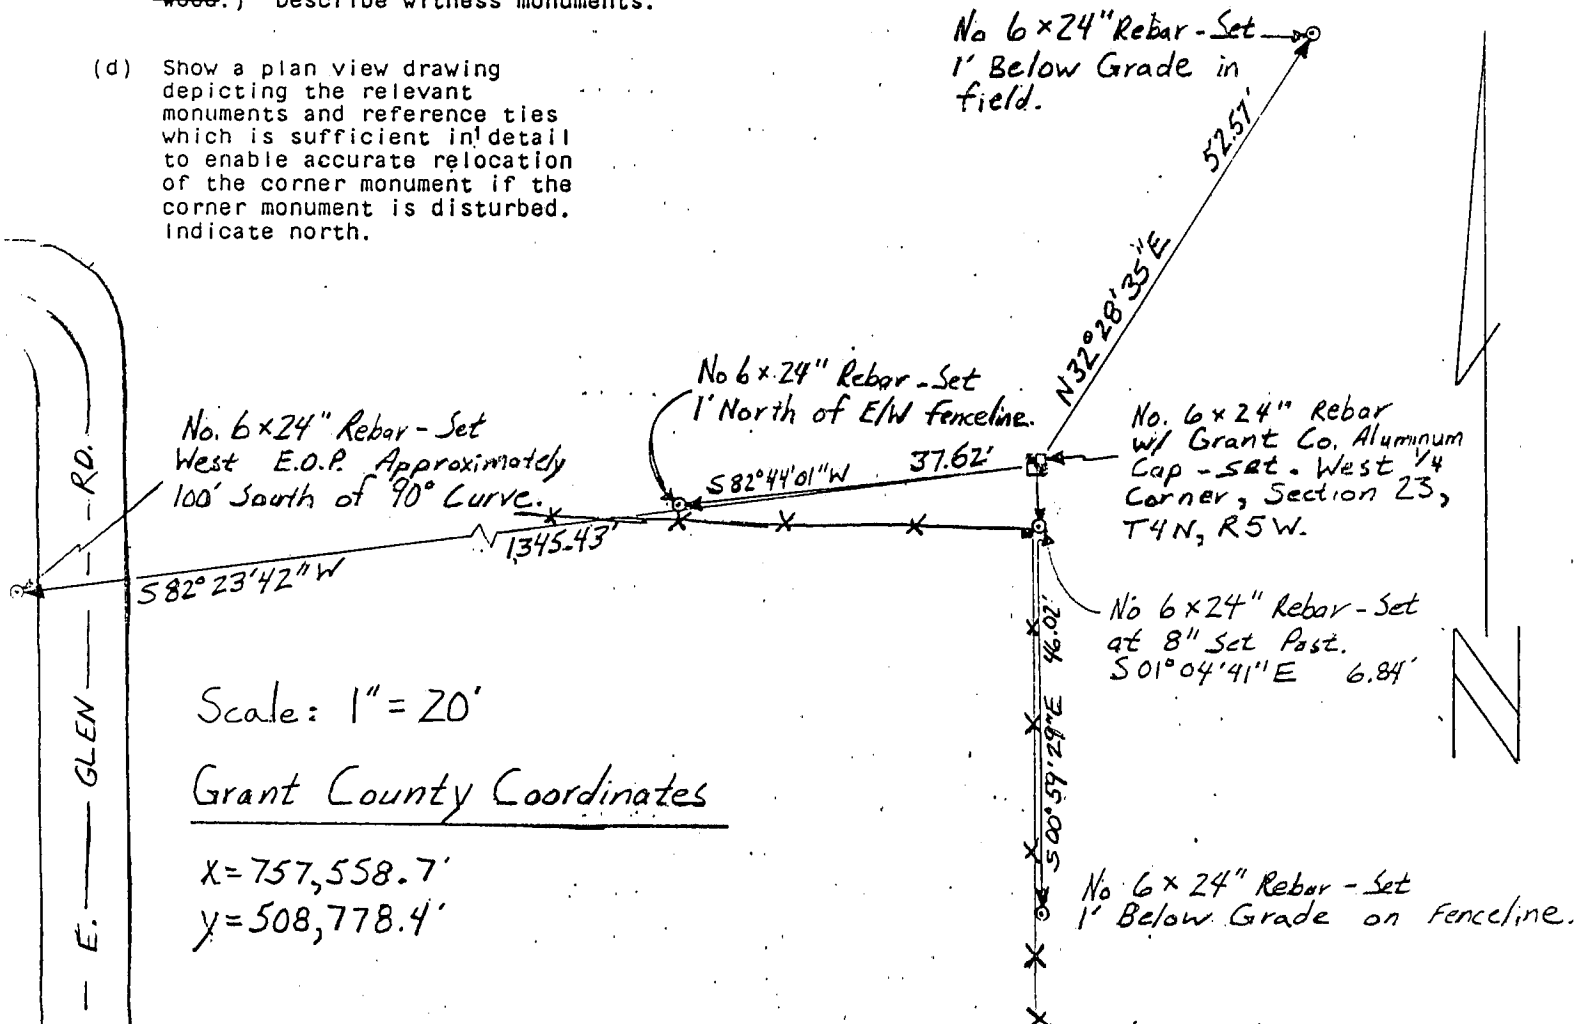 wood.) Describe witness monuments.
(d) Show a plan view drawing
depicting the relevant
monuments and reference ties
which is sufficient in detail
to enable accurate relocation
of the corner monument if the
corner monument is disturbed.
Indicate north.
No 6 x 24" Rebar - Set
1' Below Grade in
field.
52.57'
N32°28'35"E
No 6 x 24" Rebar - Set
1' North of E/W fenceline.
No. 6 x 24" Rebar - Set
West E.O.P. Approximately
100' South of 90° Curve.
No. 6 x 24" Rebar
w/ Grant Co. Aluminum
Cap - set. West 1/4
Corner, Section 23,
T4N, R5W.
37.62'
S82°44'01"W
1345.43'
S82°23'42"W
No 6 x 24" Rebar - Set
at 8" Set Post.
S01°04'41"E 6.84'
S00°59'29"E 46.02'
E. GLEN RD.
Scale: 1" = 20'
Grant County Coordinates
X=757,558.7'
y=508,778.4'
No 6 x 24" Rebar - Set
1' Below Grade on Fenceline.
N